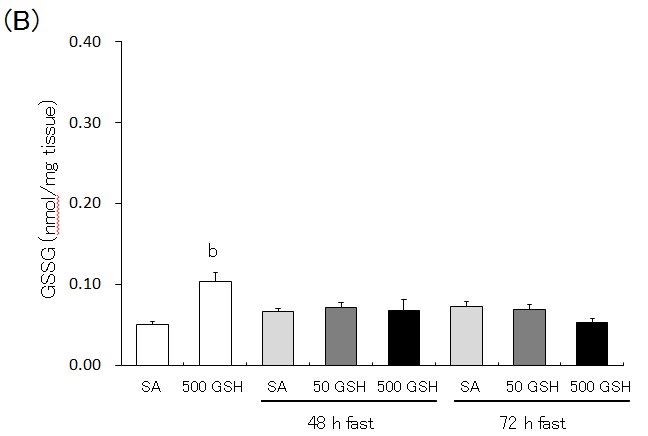 (B)
GSSG (nmol/mg tissue)
0.40
0.30
0.20
0.10
0.00
b
SA 500 GSH SA 50 GSH 500 GSH SA 50 GSH 500 GSH
48 h fast 72 h fast